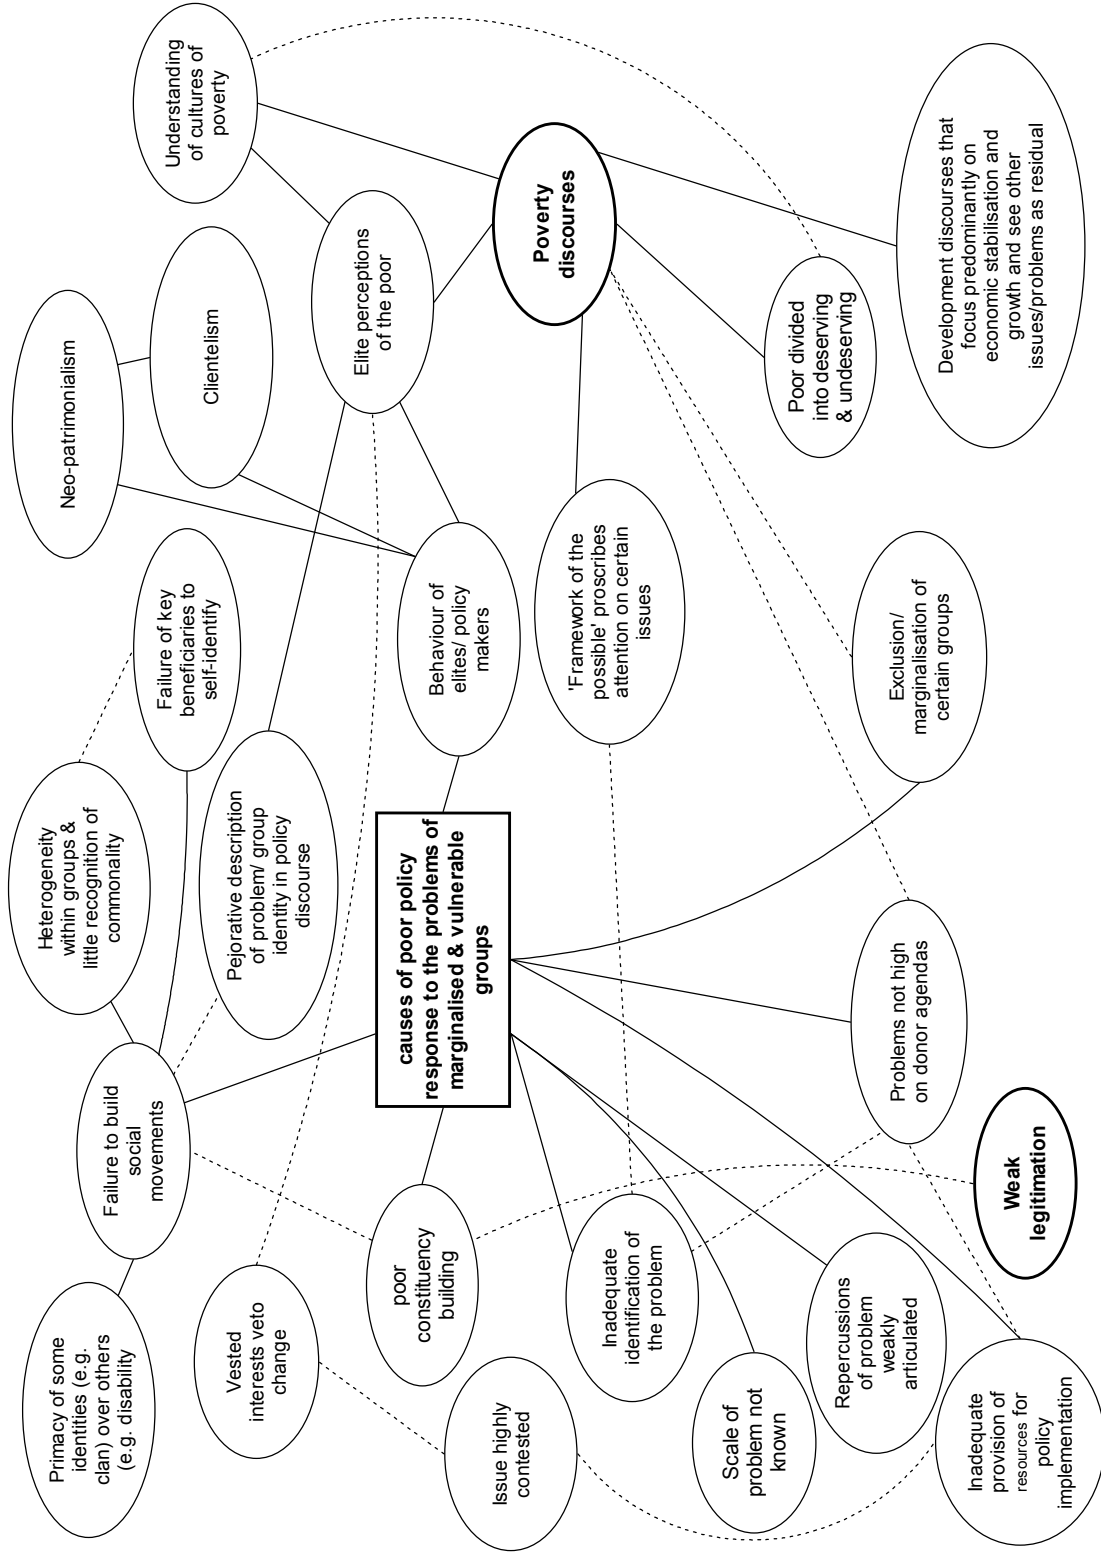 Primacy of some
identities (e.g.
clan) over others
(e.g. disability
Failure to build
social
movements
Heterogeneity
within groups &
little recognition of
commonality
Failure of key
beneficiaries to
self-identify
Neo-patrimonialism
Clientelism
Understanding
of cultures of
poverty
Vested
interests veto
change
Pejorative description
of problem/ group
identity in policy
discourse
Elite perceptions
of the poor
poor
constituency
building
causes of poor policy
response to the problems of
marginalised & vulnerable
groups
Behaviour of
elites/ policy
makers
Issue highly
contested
Inadequate
identification of
the problem
'Framework of the
possible' proscribes
attention on certain
issues
Poverty
discourses
Scale of
problem not
known
Repercussions
of problem
weakly
articulated
Problems not high
on donor agendas
Exclusion/
marginalisation of
certain groups
Poor divided
into deserving
& undeserving
Inadequate
provision of
resources for
policy
implementation
Weak
legitimation
Development discourses that
focus predominantly on
economic stabilisation and
growth and see other
issues/problems as residual